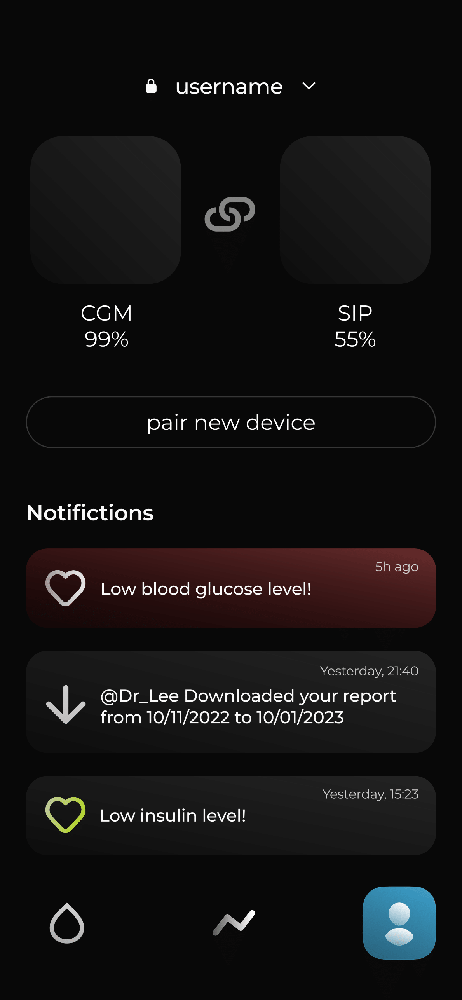 username
CGM
99%
SIP
55%
pair new device
Notifictions
5h ago
Low blood glucose level!
Yesterday, 21:40
@Dr_Lee Downloaded your report
from 10/11/2022 to 10/01/2023
Yesterday, 15:23
Low insulin level!